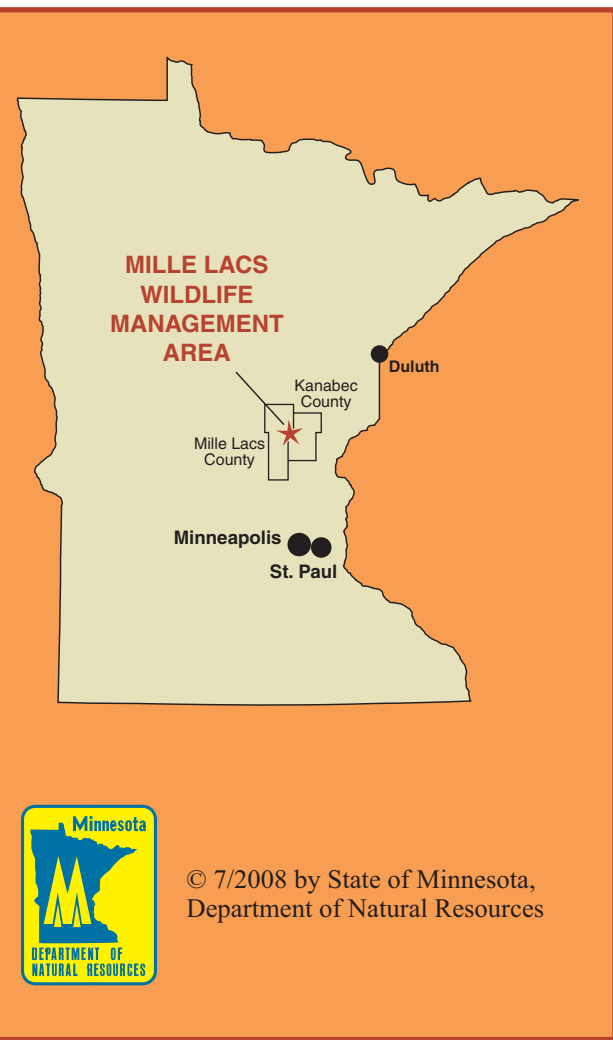 MILLE LACS
WILDLIFE
MANAGEMENT
AREA
Duluth
Kanabec
County
Mille Lacs
County
Minneapolis
St. Paul
Minnesota
DEPARTMENT OF
NATURAL RESOURCES
© 7/2008 by State of Minnesota,
Department of Natural Resources